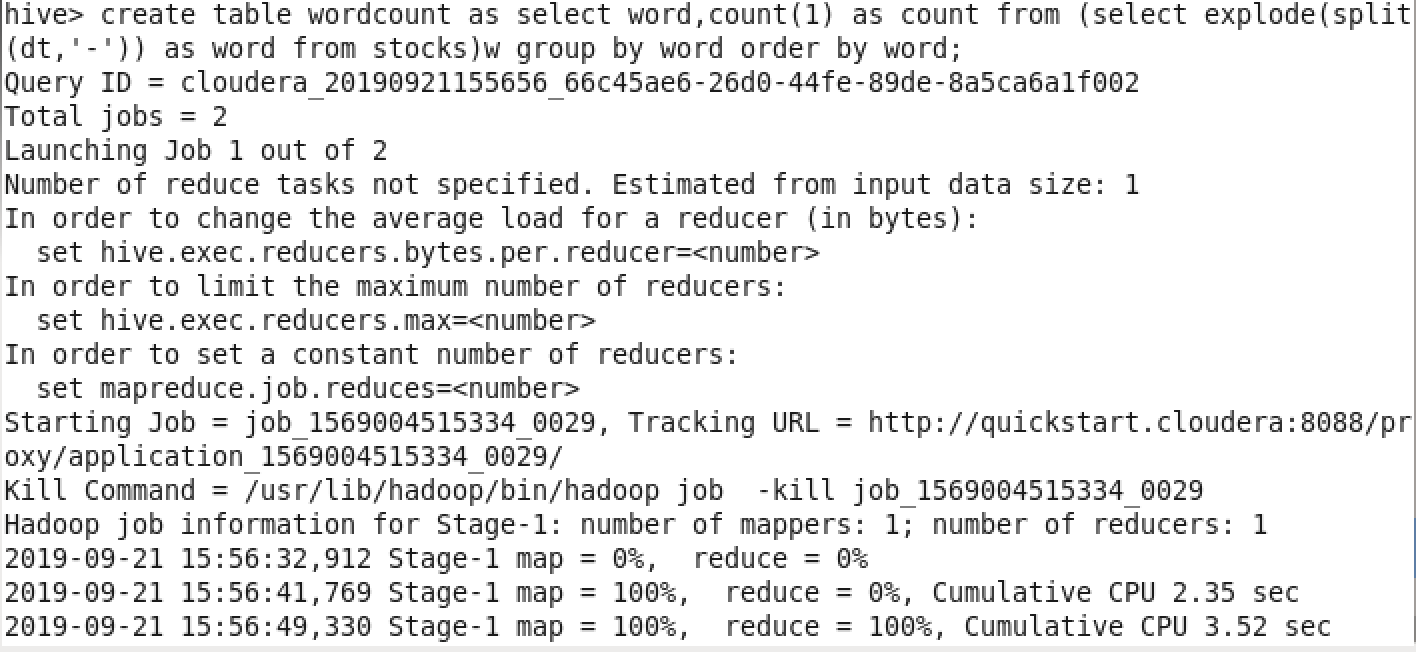 hive> create table wordcount as select word,count(1) as count from (select explode(split
(dt,'-')) as word from stocks)w group by word order by word;
Query ID = cloudera_20190921155656_66c45ae6-26d0-44fe-89de-8a5ca6a1f002
Total jobs = 2
Launching Job 1 out of 2
Number of reduce tasks not specified. Estimated from input data size: 1
In order to change the average load for a reducer (in bytes):
  set hive.exec.reducers.bytes.per.reducer=<number>
In order to limit the maximum number of reducers:
  set hive.exec.reducers.max=<number>
In order to set a constant number of reducers:
  set mapreduce.job.reduces=<number>
Starting Job = job_1569004515334_0029, Tracking URL = http://quickstart.cloudera:8088/pr
oxy/application_1569004515334_0029/
Kill Command = /usr/lib/hadoop/bin/hadoop job  -kill job_1569004515334_0029
Hadoop job information for Stage-1: number of mappers: 1; number of reducers: 1
2019-09-21 15:56:32,912 Stage-1 map = 0%,  reduce = 0%
2019-09-21 15:56:41,769 Stage-1 map = 100%,  reduce = 0%, Cumulative CPU 2.35 sec
2019-09-21 15:56:49,330 Stage-1 map = 100%,  reduce = 100%, Cumulative CPU 3.52 sec